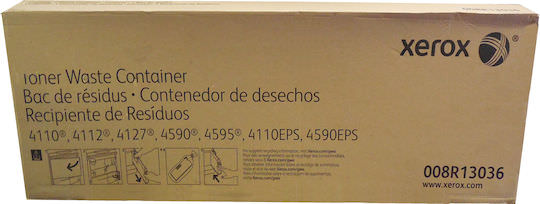 xerox
Toner Waste Container
Bac de résidus • Contenedor de desechos
Recipiente de Resíduos
4110®, 4112®, 4127®, 4590®, 4595®, 4110EPS, 4590EPS
008R13036
www.xerox.com